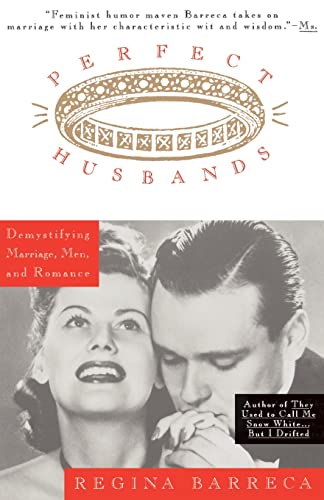 "Feminist humor maven Barreca takes on
marriage with her characteristic wit and wisdom."—Ms.
PERFECT
HUSBANDS
Demystifying
Marriage, Men,
and Romance
Author of They
Used to Call Me
Snow White...
But I Drifted
REGINA BARRECA